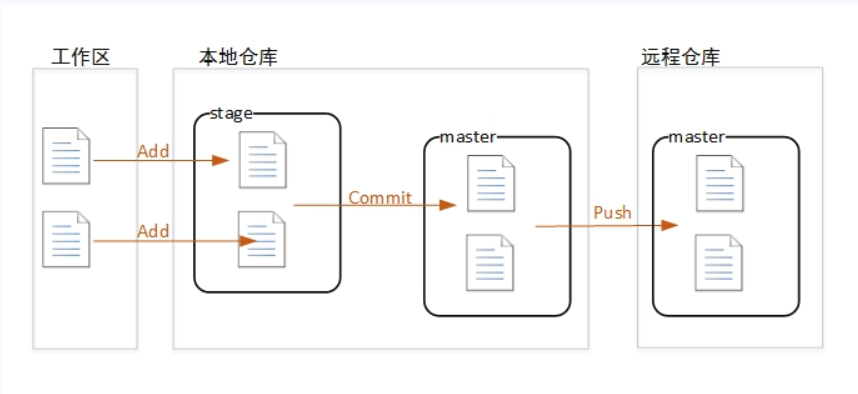 工作区
本地仓库
远程仓库
stage
master
master
Add
Commit
Push
Add